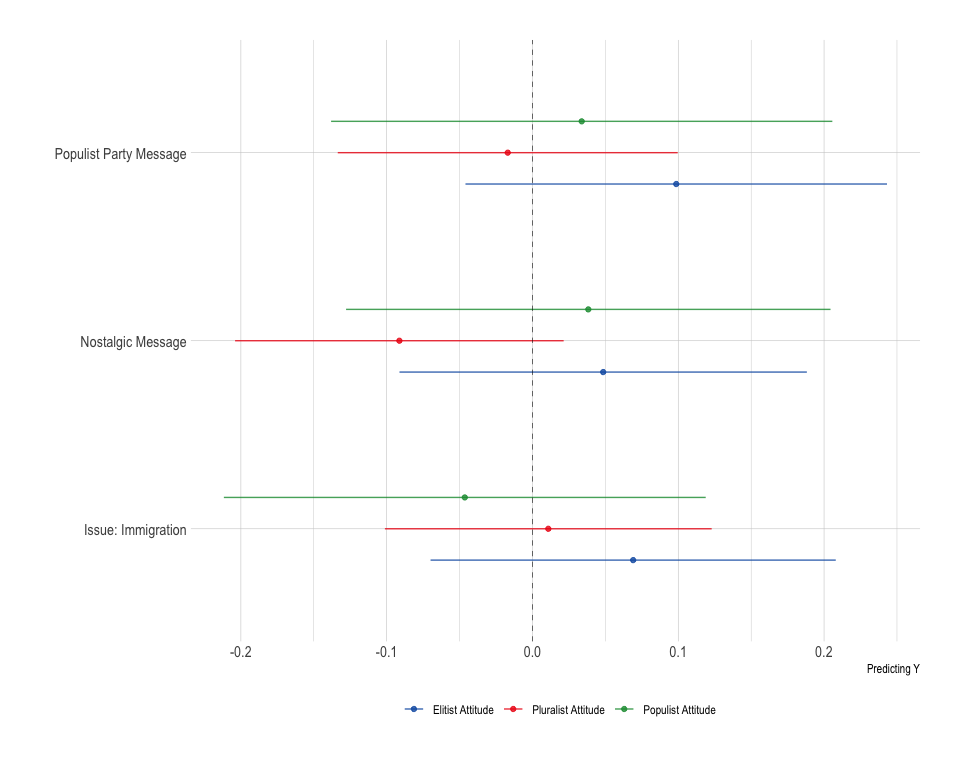 Populist Party Message
Nostalgic Message
Issue: Immigration
-0.2 -0.1 0.0 0.1 0.2
Predicting Y
Elitist Attitude Pluralist Attitude Populist Attitude